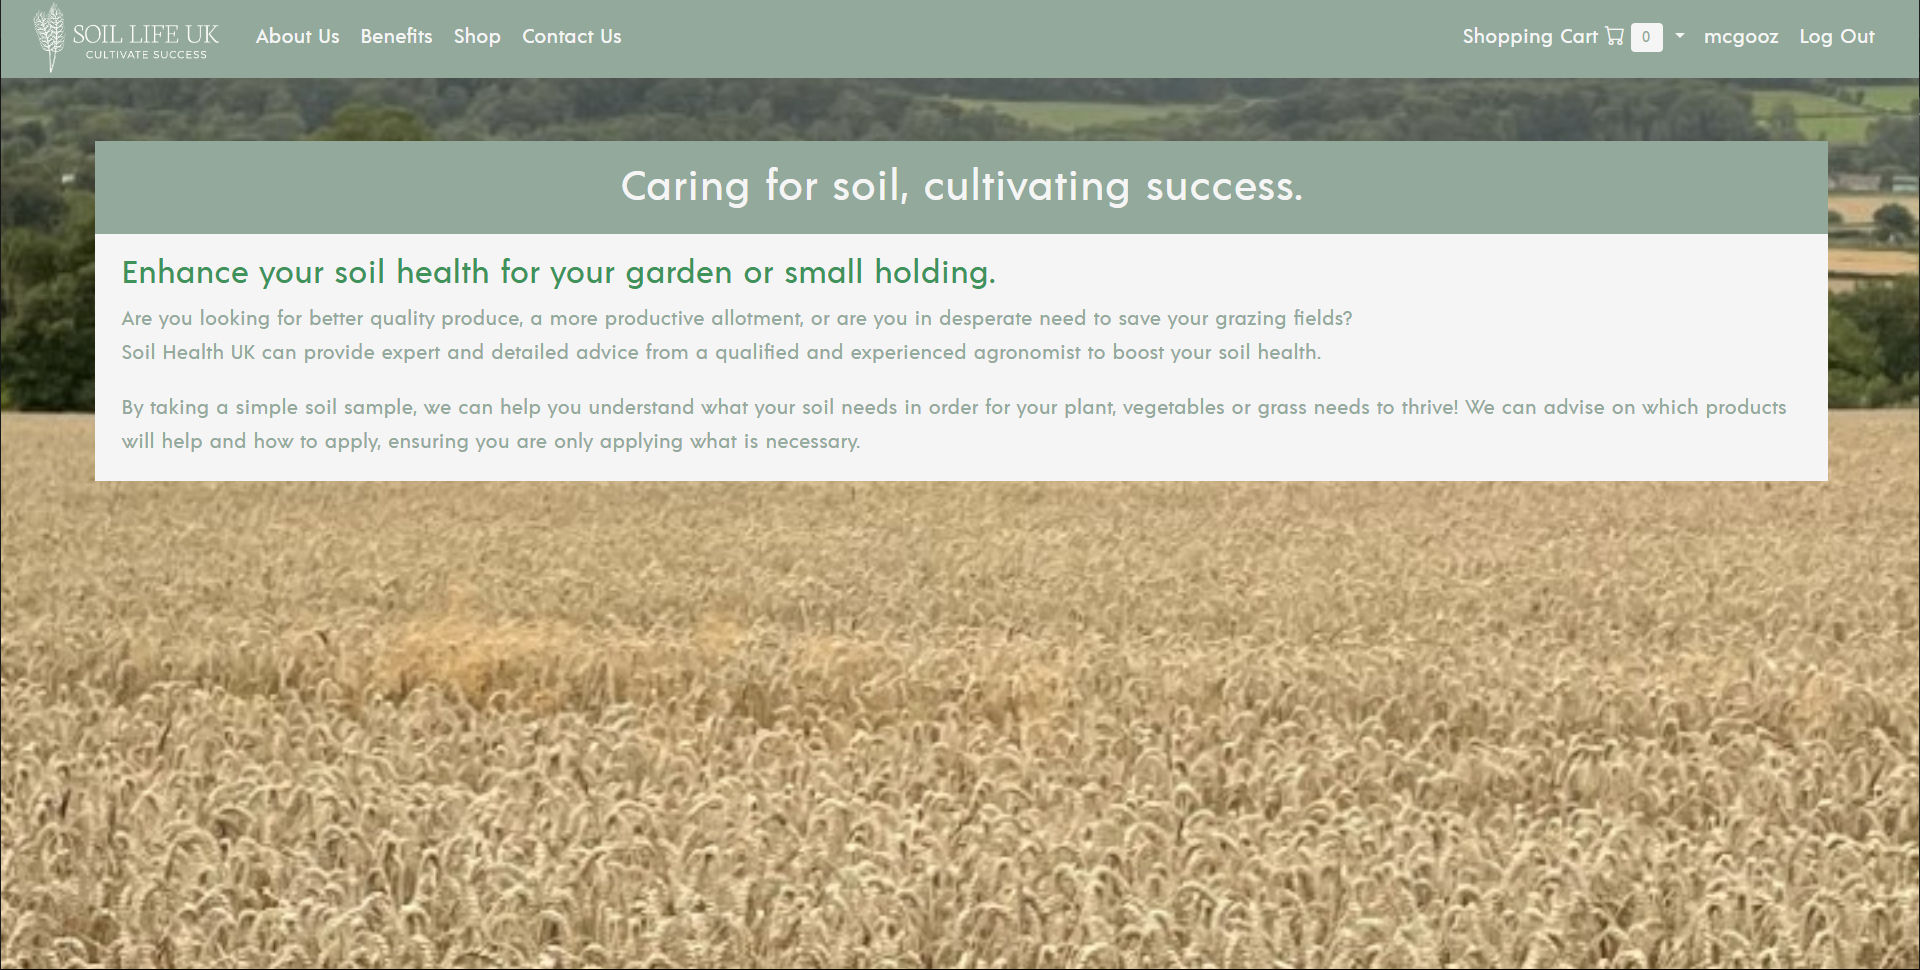 SOIL LIFE UK
CULTIVATE SUCCESS
About Us Benefits Shop Contact Us
Shopping Cart 0 mcgooz Log Out
Caring for soil, cultivating success.
Enhance your soil health for your garden or small holding.
Are you looking for better quality produce, a more productive allotment, or are you in desperate need to save your grazing fields?
Soil Health UK can provide expert and detailed advice from a qualified and experienced agronomist to boost your soil health.
By taking a simple soil sample, we can help you understand what your soil needs in order for your plant, vegetables or grass needs to thrive! We can advise on which products
will help and how to apply, ensuring you are only applying what is necessary.